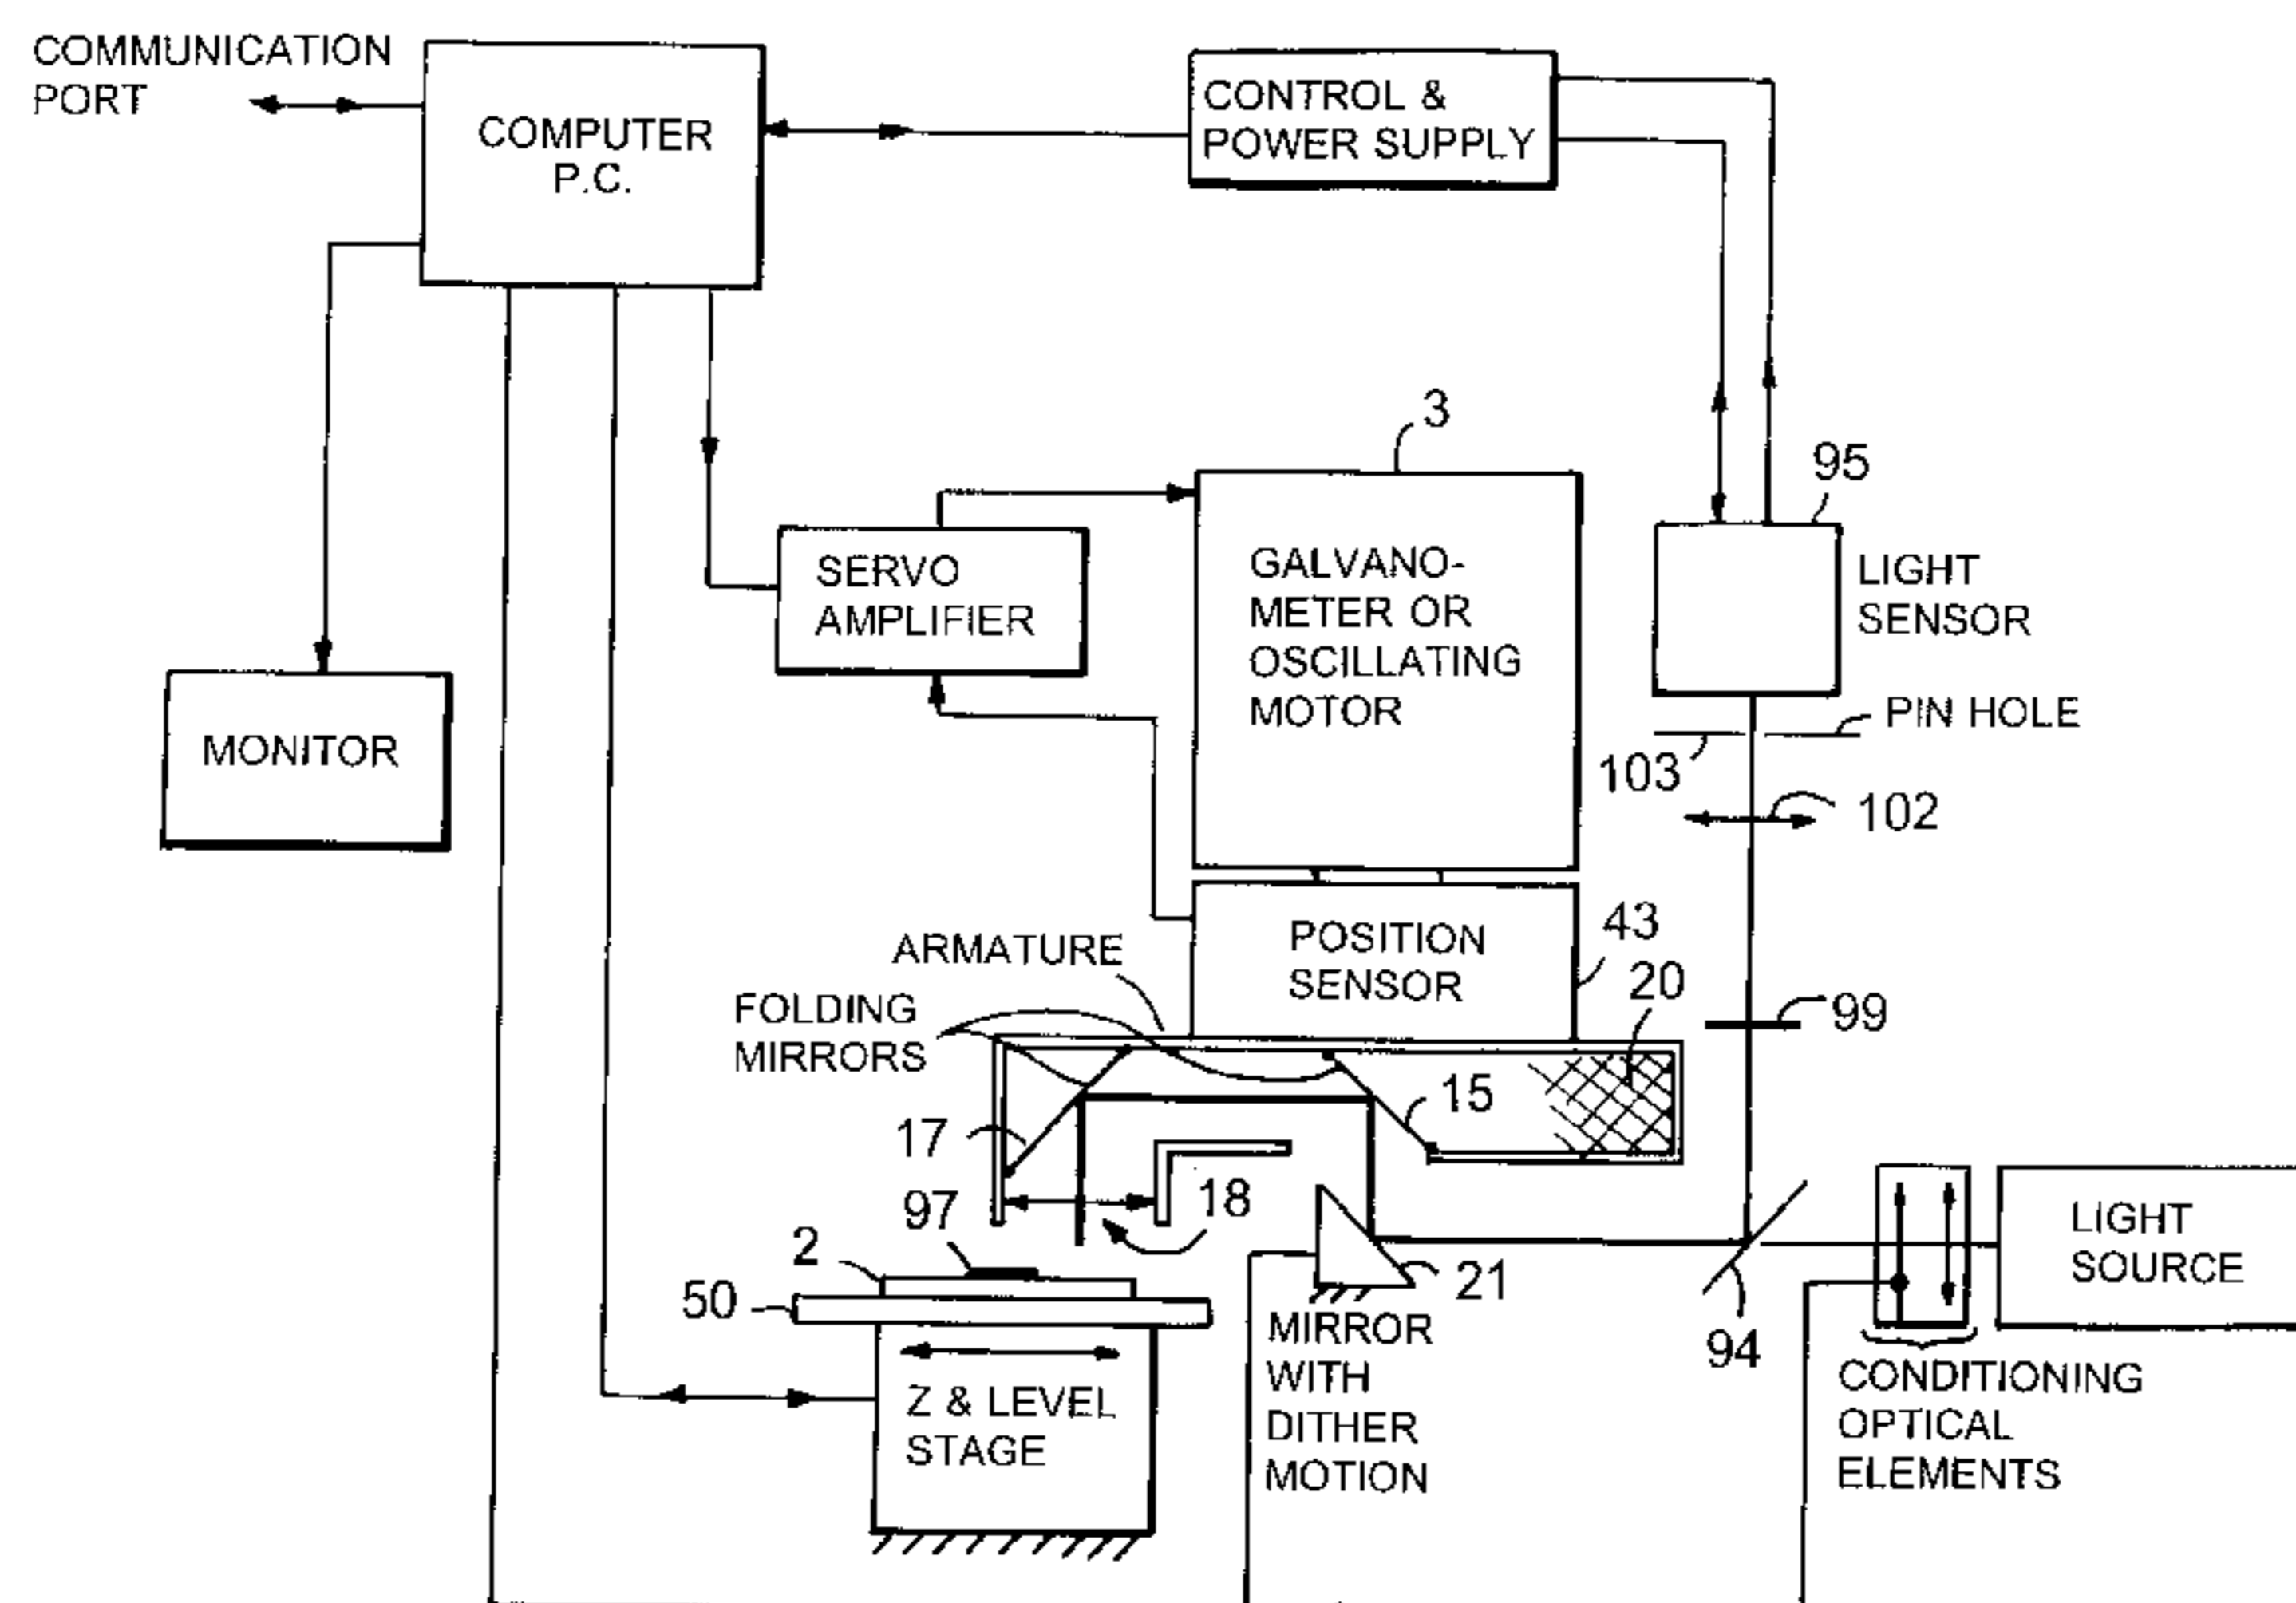 COMMUNICATION
PORT
COMPUTER
P.C.
CONTROL &
POWER SUPPLY
3
95
SERVO
AMPLIFIER
GALVANO-
METER OR
OSCILLATING
MOTOR
LIGHT
SENSOR
PIN HOLE
MONITOR
103
102
ARMATURE
POSITION
SENSOR
43
20
FOLDING
MIRRORS
99
15
17
97
18
2
50
21
LIGHT
SOURCE
94
MIRROR
WITH
DITHER
MOTION
Z & LEVEL
STAGE
CONDITIONING
OPTICAL
ELEMENTS